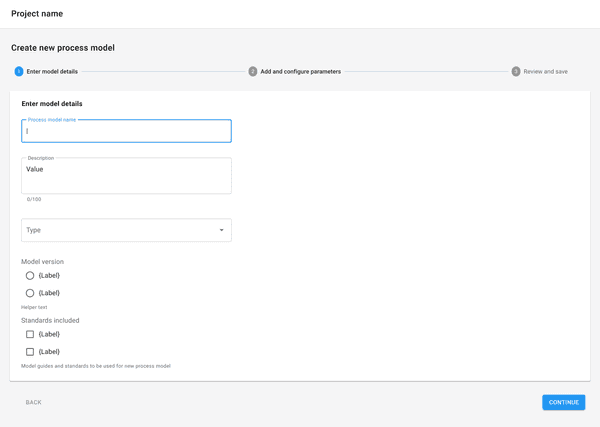 Project name
Create new process model
1 Enter model details
2 Add and configure parameters
3 Review and save
Enter model details
Process model name
Description
Value
0/100
Type
Model version
{Label}
{Label}
Helper text
Standards included
{Label}
{Label}
Model guides and standards to be used for new process model
BACK
CONTINUE